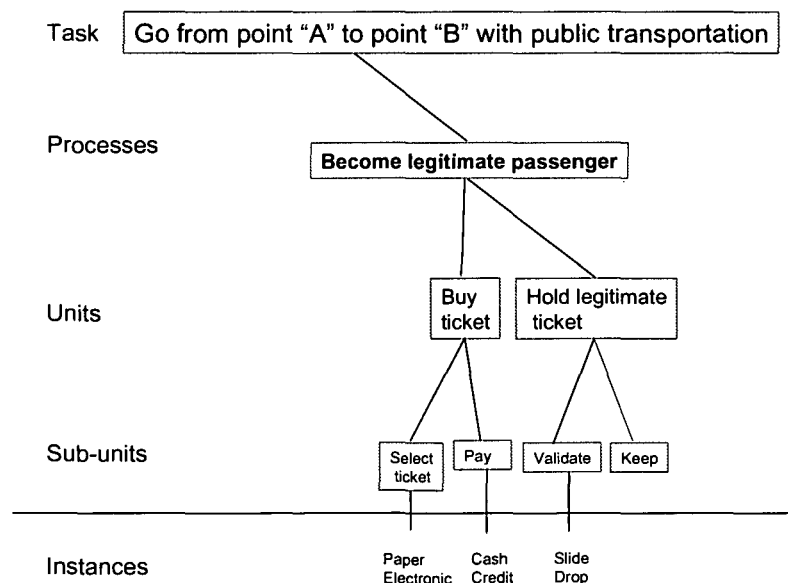 Task
Go from point “A” to point “B” with public transportation
Processes
Become legitimate passenger
Units
Buy
ticket
Hold legitimate
ticket
Sub-units
Select
ticket
Pay
Validate
Keep
Instances
Paper
Electronic
Cash
Credit
Slide
Drop